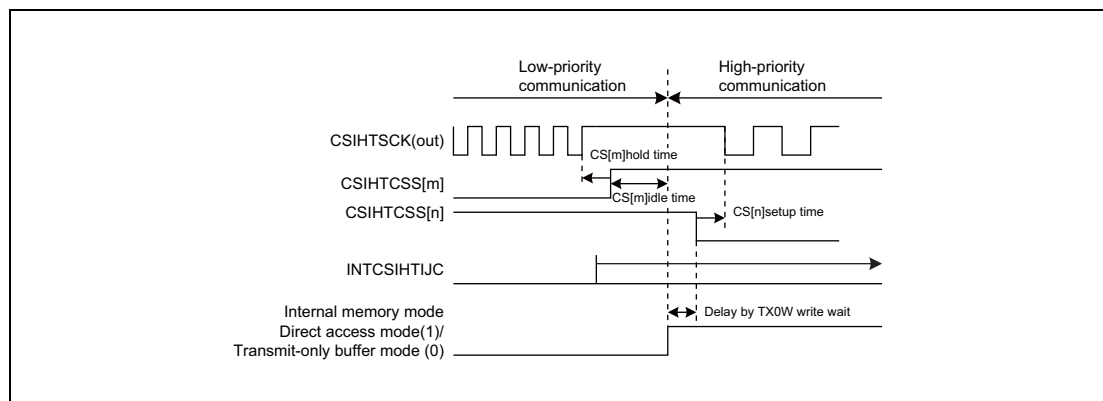 Low-priority
communication
High-priority
communication
CSIHTSCK(out)
CS[m]hold time
CSIHTCSS[m]
CS[m]idle time
CSIHTCSS[n]
CS[n]setup time
INTCSIHTIJC
Internal memory mode
Delay by TX0W write wait
Direct access mode(1)/
Transmit-only buffer mode (0)